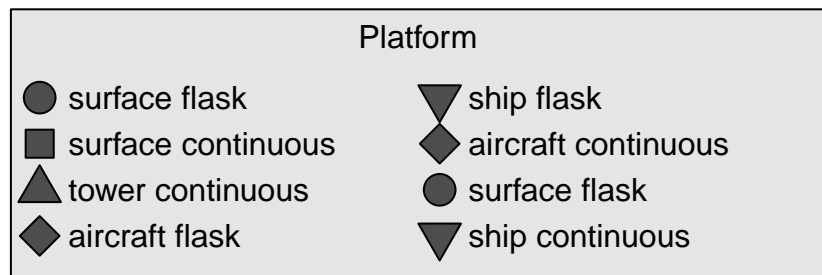 Platform
surface flask
surface continuous
tower continuous
aircraft flask
ship flask
aircraft continuous
surface flask
ship continuous